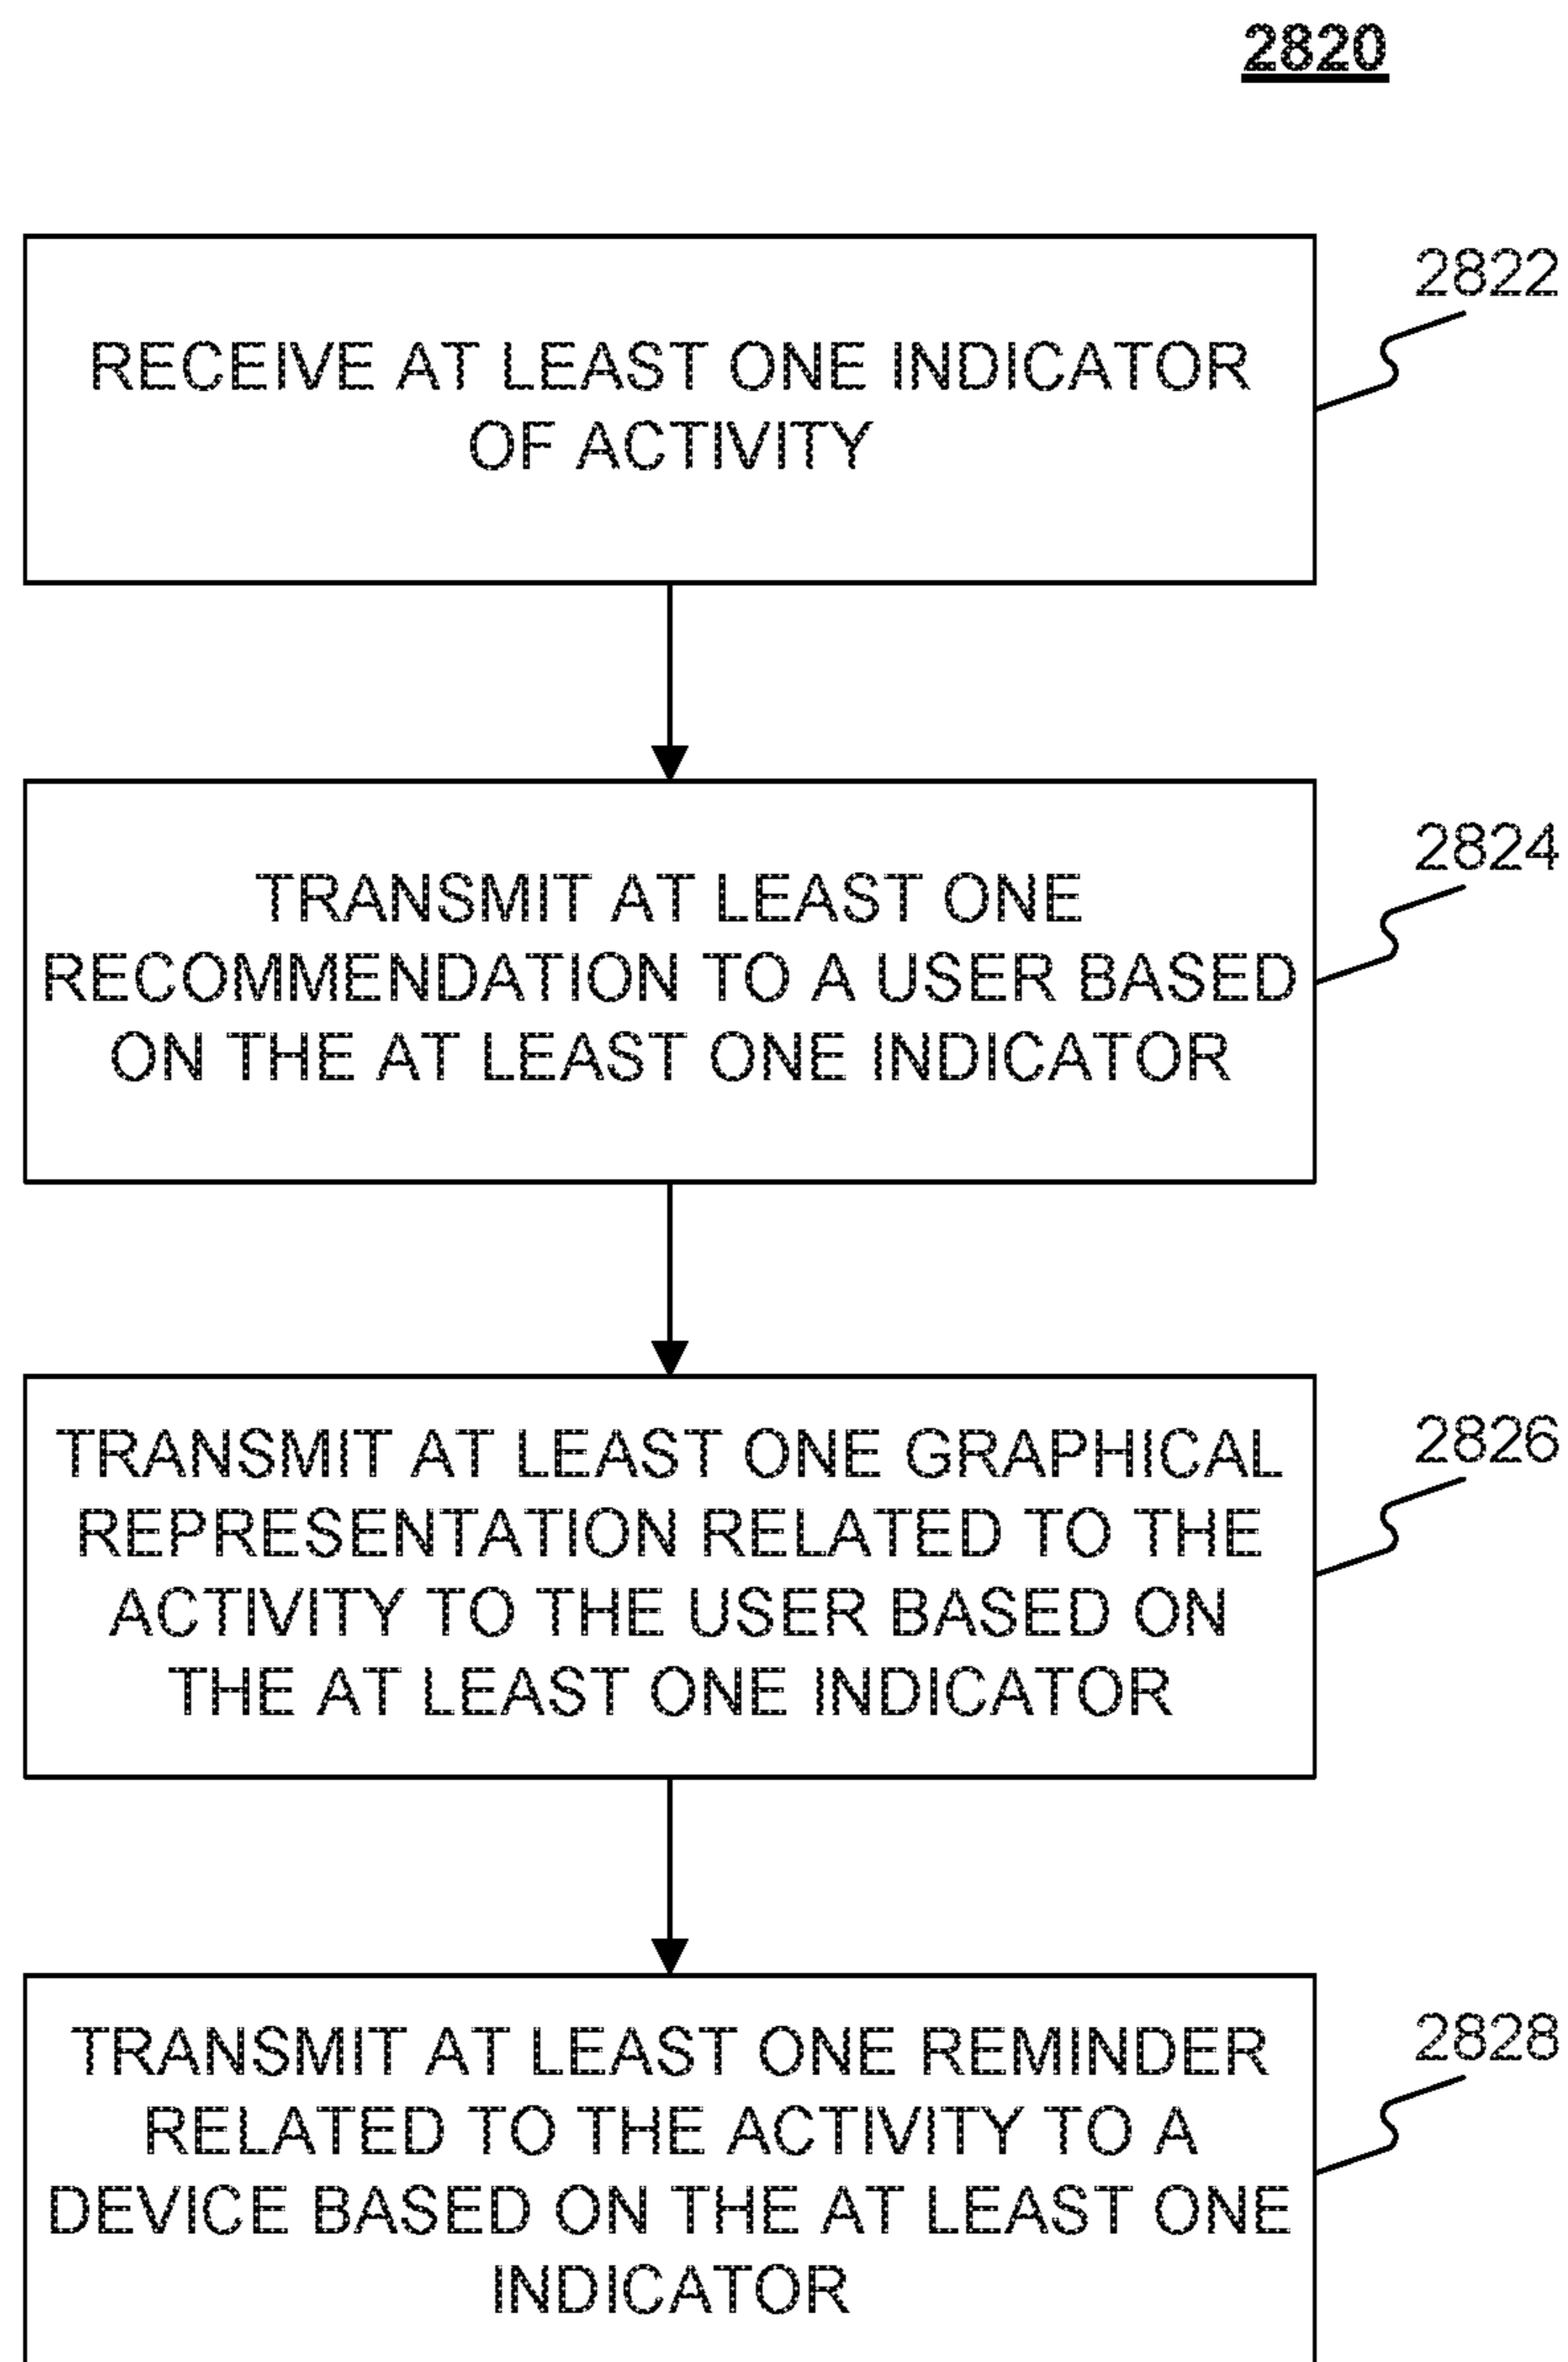 2820
2822
RECEIVE AT LEAST ONE INDICATOR
OF ACTIVITY
2824
TRANSMIT AT LEAST ONE
RECOMMENDATION TO A USER BASED
ON THE AT LEAST ONE INDICATOR
2826
TRANSMIT AT LEAST ONE GRAPHICAL
REPRESENTATION RELATED TO THE
ACTIVITY TO THE USER BASED ON
THE AT LEAST ONE INDICATOR
2828
TRANSMIT AT LEAST ONE REMINDER
RELATED TO THE ACTIVITY TO A
DEVICE BASED ON THE AT LEAST ONE
INDICATOR